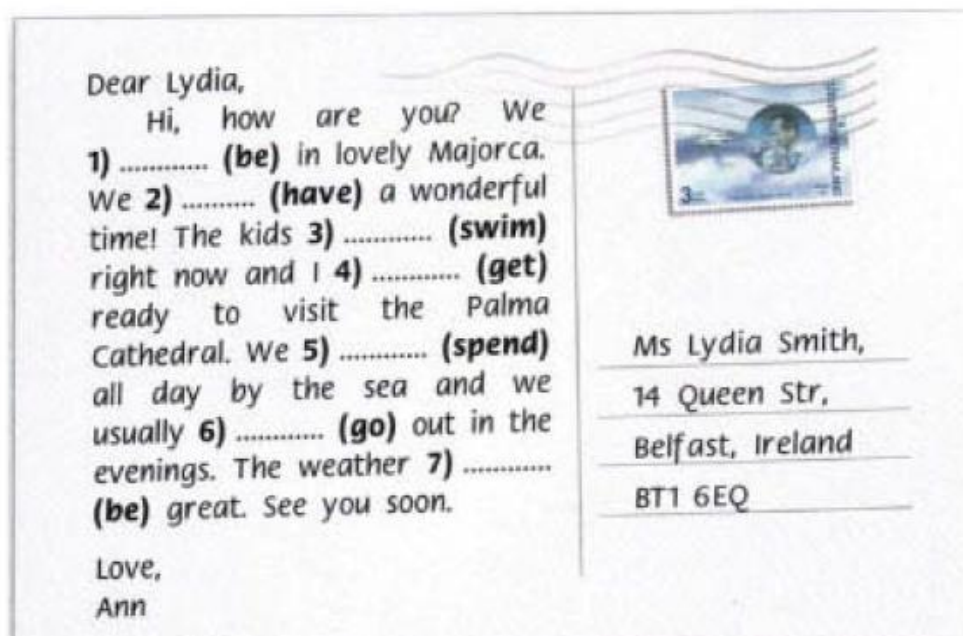 Dear Lydia,
Hi, how are you? We
1) ............ (be) in lovely Majorca.
We 2) .......... (have) a wonderful
time! The kids 3) ............ (swim)
right now and I 4) ............ (get)
ready to visit the Palma
Cathedral. We 5) ............ (spend)
all day by the sea and we
usually 6) ............ (go) out in the
evenings. The weather 7) ............
(be) great. See you soon.
Love,
Ann
3
Ms Lydia Smith,
14 Queen Str,
Belfast, Ireland
BT1 6EQ